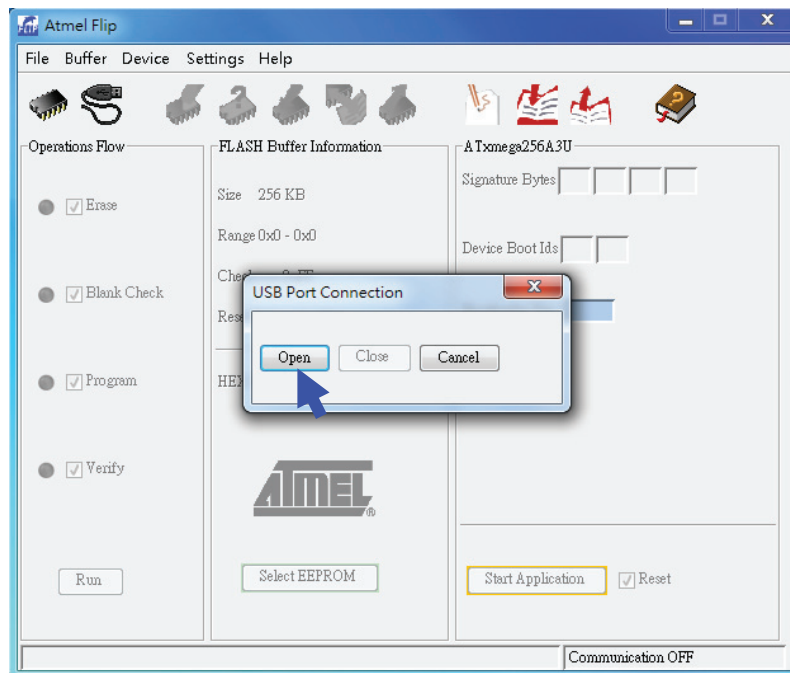 Atmel Flip
File Buffer Device Settings Help
Operations Flow
Erase
Blank Check
Program
Verify
Run
FLASH Buffer Information
Size 256 KB
Range 0x0 - 0x0
HEX
ATMEL
®
Select EEPROM
ATxmega256A3U
Signature Bytes
Device Boot Ids
Start Application
Reset
USB Port Connection
Open
Close
Cancel
Communication OFF